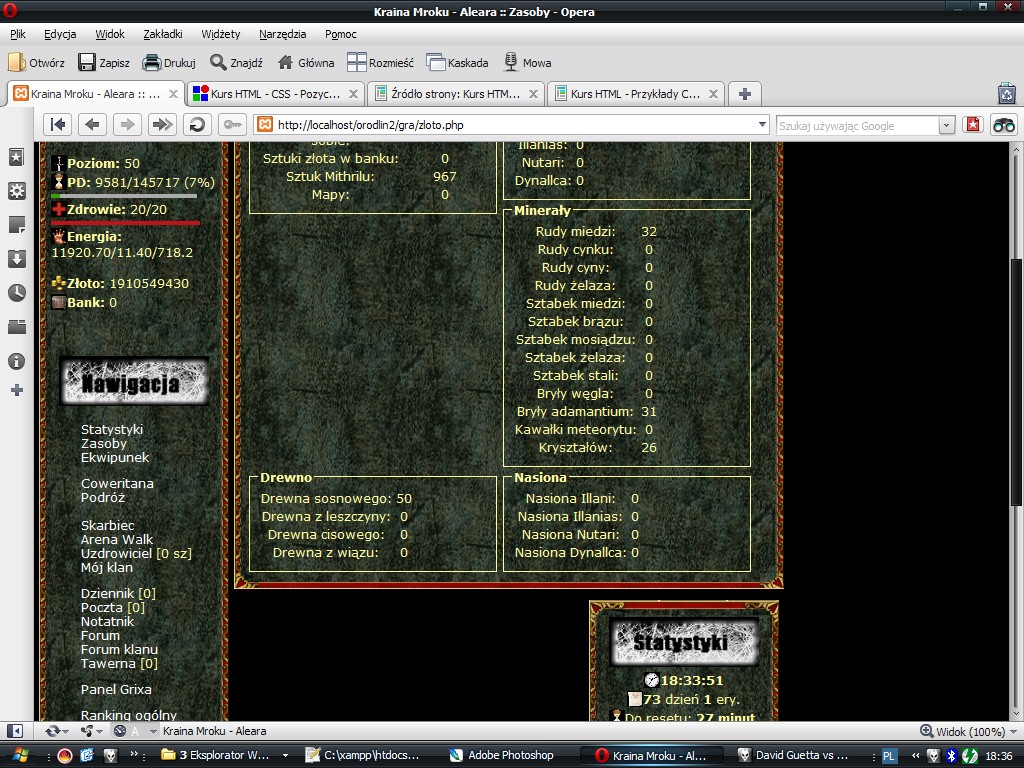 Kraina Mroku - Aleara :: Zasoby - Opera
Plik Edycja Widok Zakładki Widżety Narzędzia Pomoc
Otwórz Zapisz Drukuj Znajdź Główna Rozmieść Kaskada Mowa
Kraina Mroku - Aleara :: ... Kurs HTML - CSS - Pozyc... Źródło strony: Kurs HTM... Kurs HTML - Przykłady C...
http://localhost/orodlin2/gra/zloto.php Szukaj używając Google
Poziom: 50
PD: 9581/145717 (7%)
Zdrowie: 20/20
Energia:
11920.70/11.40/718.2
Złoto: 1910549430
Bank: 0
Nawigacja
Statystyki
Zasoby
Ekwipunek
Coweritana
Podróż
Skarbiec
Arena Walk
Uzdrowiciel [0 sz]
Mój klan
Dziennik [0]
Poczta [0]
Notatnik
Forum
Forum klanu
Tawerna [0]
Panel Grixa
Ranking ogólny
sobie:
Sztuki złota w banku: 0
Sztuk Mithrilu: 967
Mapy: 0
Illanias: 0
Nutari: 0
Dynallca: 0
Minerały
Rudy miedzi: 32
Rudy cynku: 0
Rudy cyny: 0
Rudy żelaza: 0
Sztabek miedzi: 0
Sztabek brązu: 0
Sztabek mosiądzu: 0
Sztabek żelaza: 0
Sztabek stali: 0
Bryły węgla: 0
Bryły adamantium: 31
Kawałki meteorytu: 0
Kryształów: 26
Drewno
Drewna sosnowego: 50
Drewna z leszczyny: 0
Drewna cisowego: 0
Drewna z wiązu: 0
Nasiona
Nasiona Illani: 0
Nasiona Illanias: 0
Nasiona Nutari: 0
Nasiona Dynallca: 0
Statystyki
18:33:51
73 dzień 1 ery.
Do resetu: 27 minut
Kraina Mroku - Aleara Widok (100%)
Start 3 Eksplorator W... C:\xampp\htdocs... Adobe Photoshop Kraina Mroku - Al... David Guetta vs ... PL 18:36